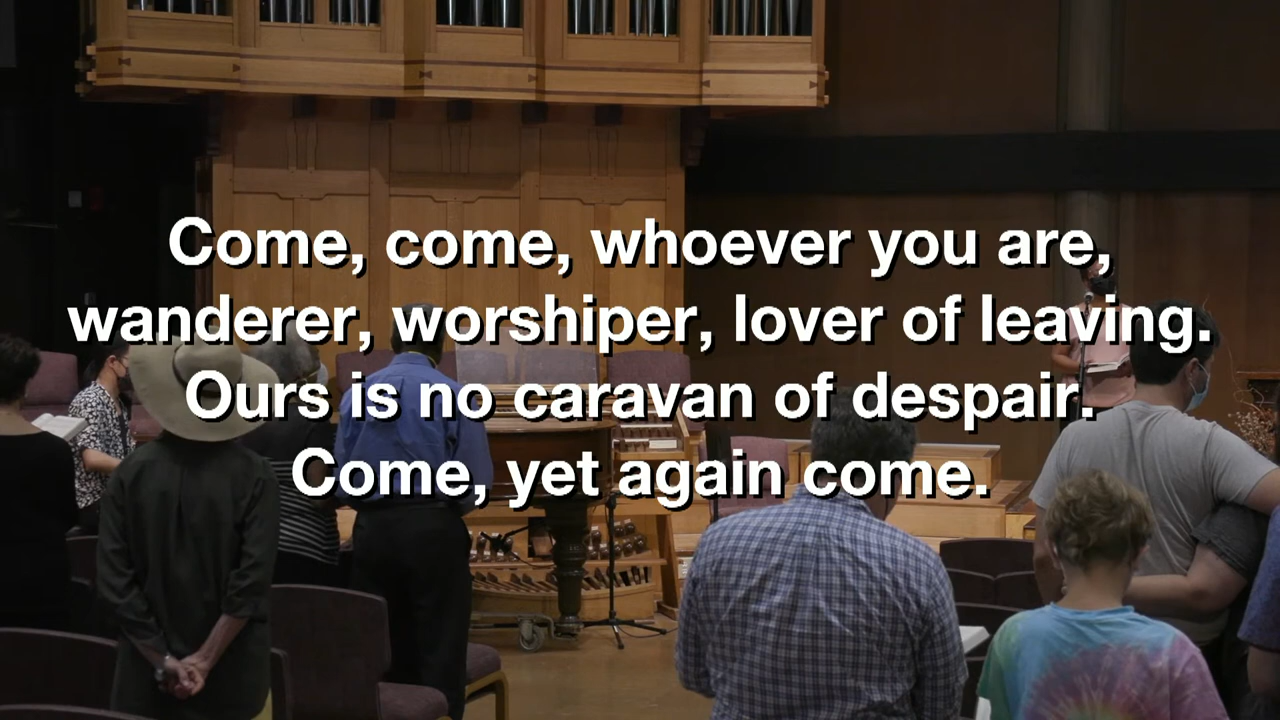 Come, come, whoever you are,
wanderer, worshiper, lover of leaving.
Ours is no caravan of despair.
Come, yet again come.